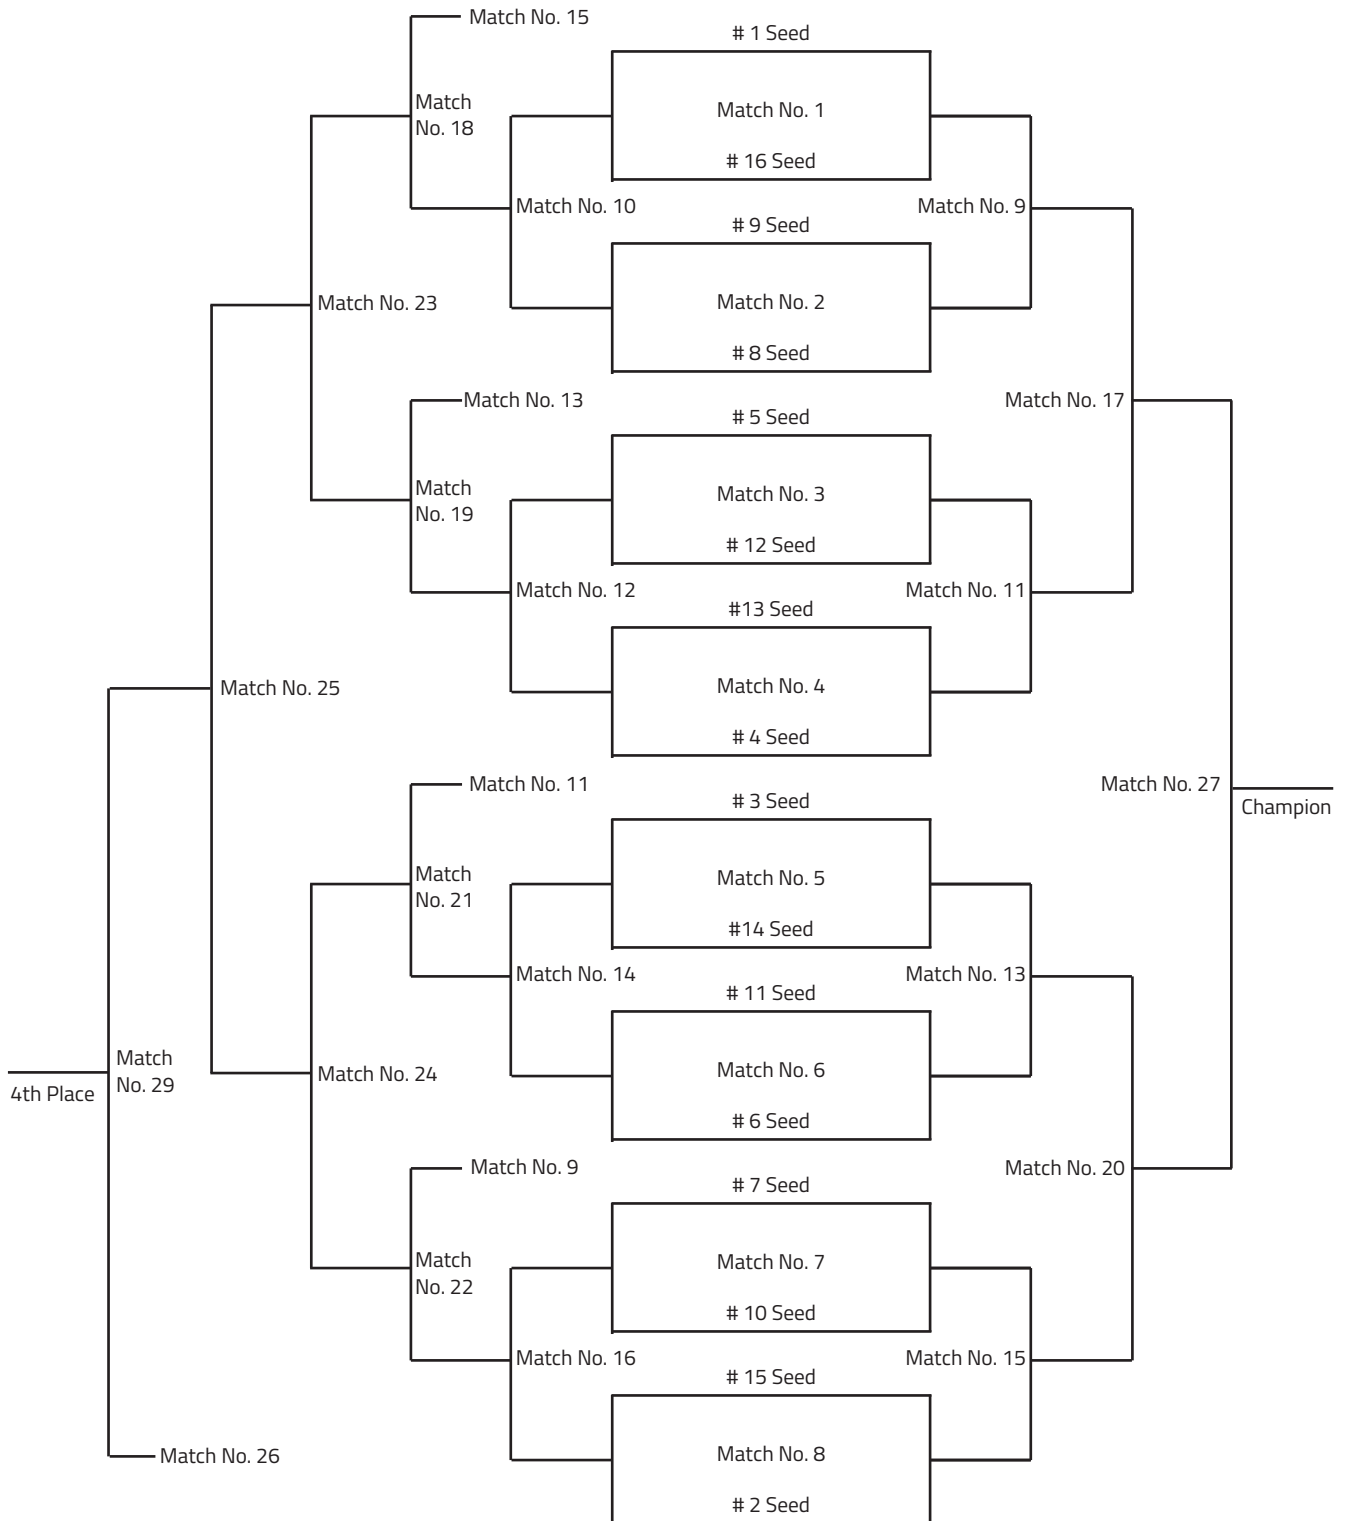 Match No. 15
# 1 Seed
Match
No. 18
Match No. 1
# 16 Seed
Match No. 10
Match No. 9
# 9 Seed
Match No. 23
Match No. 2
# 8 Seed
Match No. 13
Match No. 17
# 5 Seed
Match
No. 19
Match No. 3
# 12 Seed
Match No. 12
Match No. 11
#13 Seed
Match No. 25
Match No. 4
# 4 Seed
Match No. 11
Match No. 27
# 3 Seed
Champion
Match
No. 21
Match No. 5
#14 Seed
Match No. 14
Match No. 13
# 11 Seed
Match
No. 29
4th Place
Match No. 24
Match No. 6
# 6 Seed
Match No. 9
Match No. 20
# 7 Seed
Match
No. 22
Match No. 7
# 10 Seed
Match No. 16
Match No. 15
# 15 Seed
Match No. 26
Match No. 8
# 2 Seed